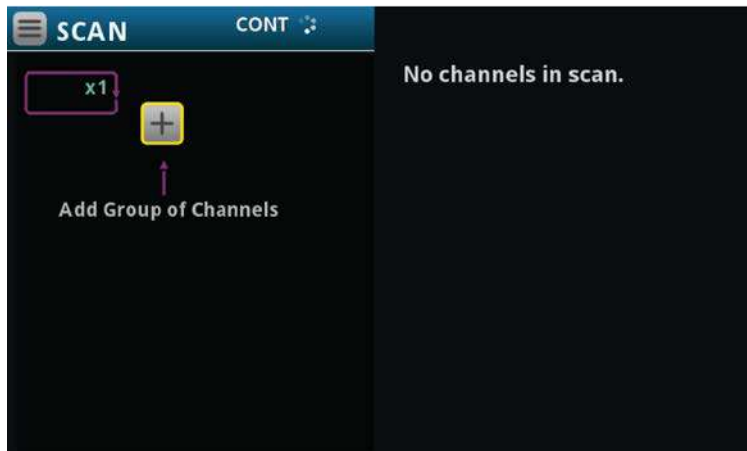 SCAN CONT
No channels in scan.
x1
Add Group of Channels